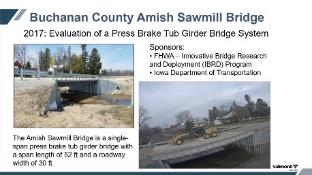 Buchanan County Amish Sawmill Bridge
2017: Evaluation of a Press Brake Tub Girder Bridge System
Sponsors:
• FHWA – Innovative Bridge Research
and Deployment (IBRD) Program
• Iowa Department of Transportation
The Amish Sawmill Bridge is a single-
span press brake tub girder bridge with
a span length of 52 ft and a roadway
width of 30 ft
valmont